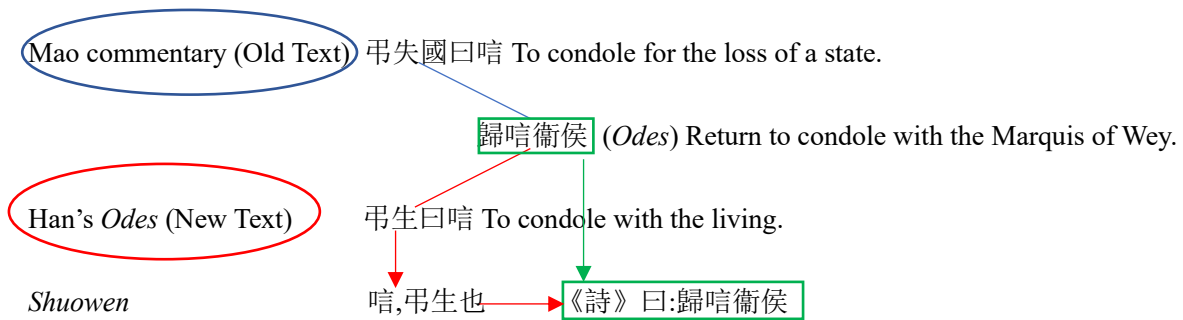 Mao commentary (Old Text) 弔失國曰唁 To condole for the loss of a state.
歸唁衞侯 (Odes) Return to condole with the Marquis of Wey.
Han’s Odes (New Text) 弔生曰唁 To condole with the living.
Shuowen 唁,弔生也 《詩》曰:歸唁衞侯